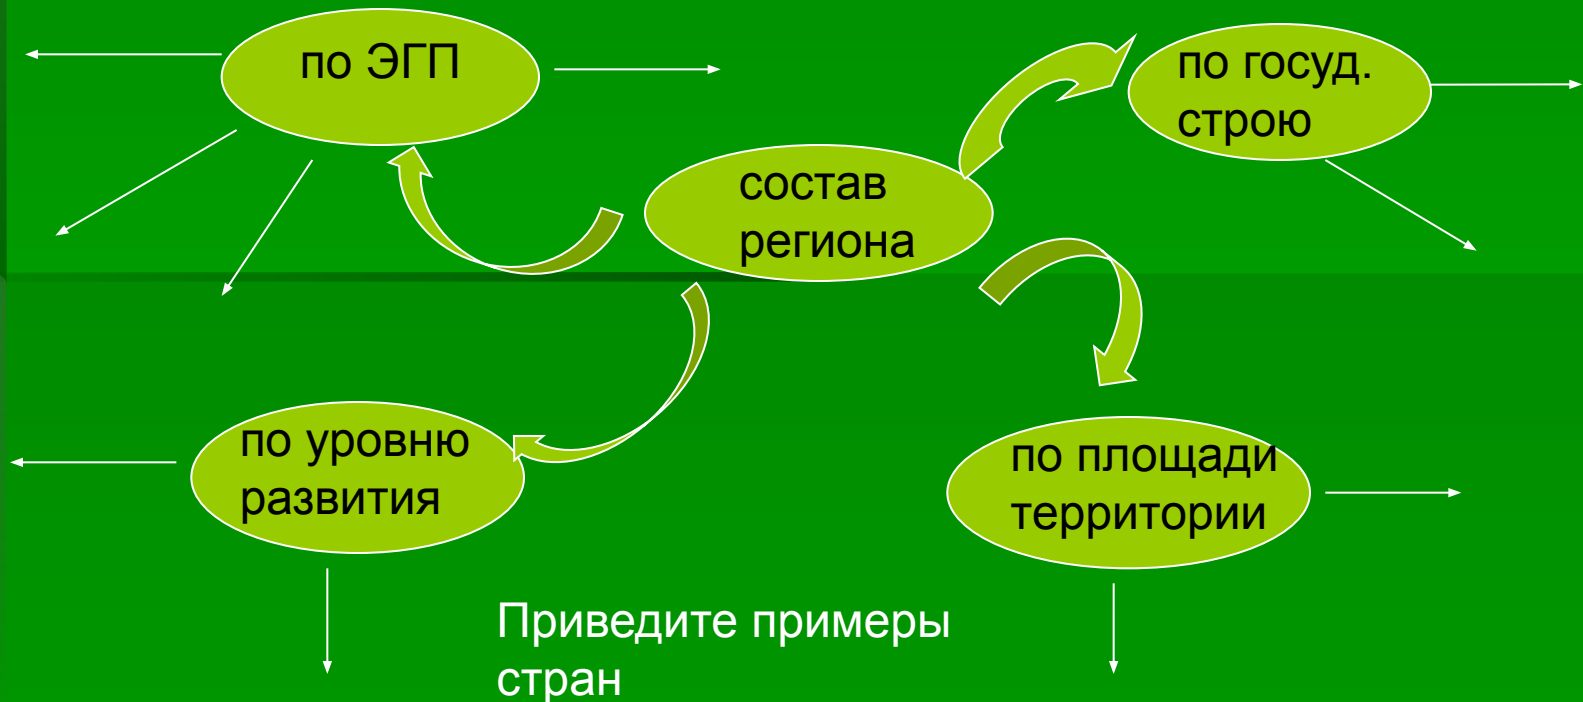 по ЭГП
по госуд.
строю
состав
региона
по уровню
развития
по площади
территории
Приведите примеры
стран